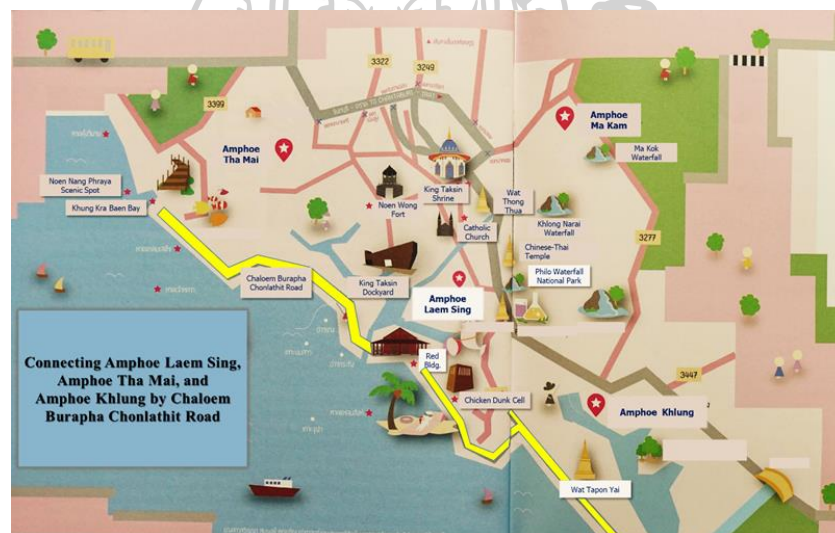 3322
3249
3399
Amphoe
Tha Mai
Amphoe
Ma Kam
Ma Kok
Waterfall
Noen Nang Phraya
Scenic Spot
Khung Kra Baen Bay
King Taksin
Shrine
Noen Wong
Fort
Wat
Thong
Thua
Catholic
Church
Khlong Narai
Waterfall
Chinese-Thai
Temple
3277
Chaloem Burapha
Chonlathit Road
King Taksin
Dockyard
Philo Waterfall
National Park
Amphoe
Laem Sing
Connecting Amphoe Laem Sing,
Amphoe Tha Mai, and
Amphoe Khlung by Chaloem
Burapha Chonlathit Road
Red
Bldg.
3447
Chicken Dunk Cell
Amphoe Khlung
Wat Tapon Yai